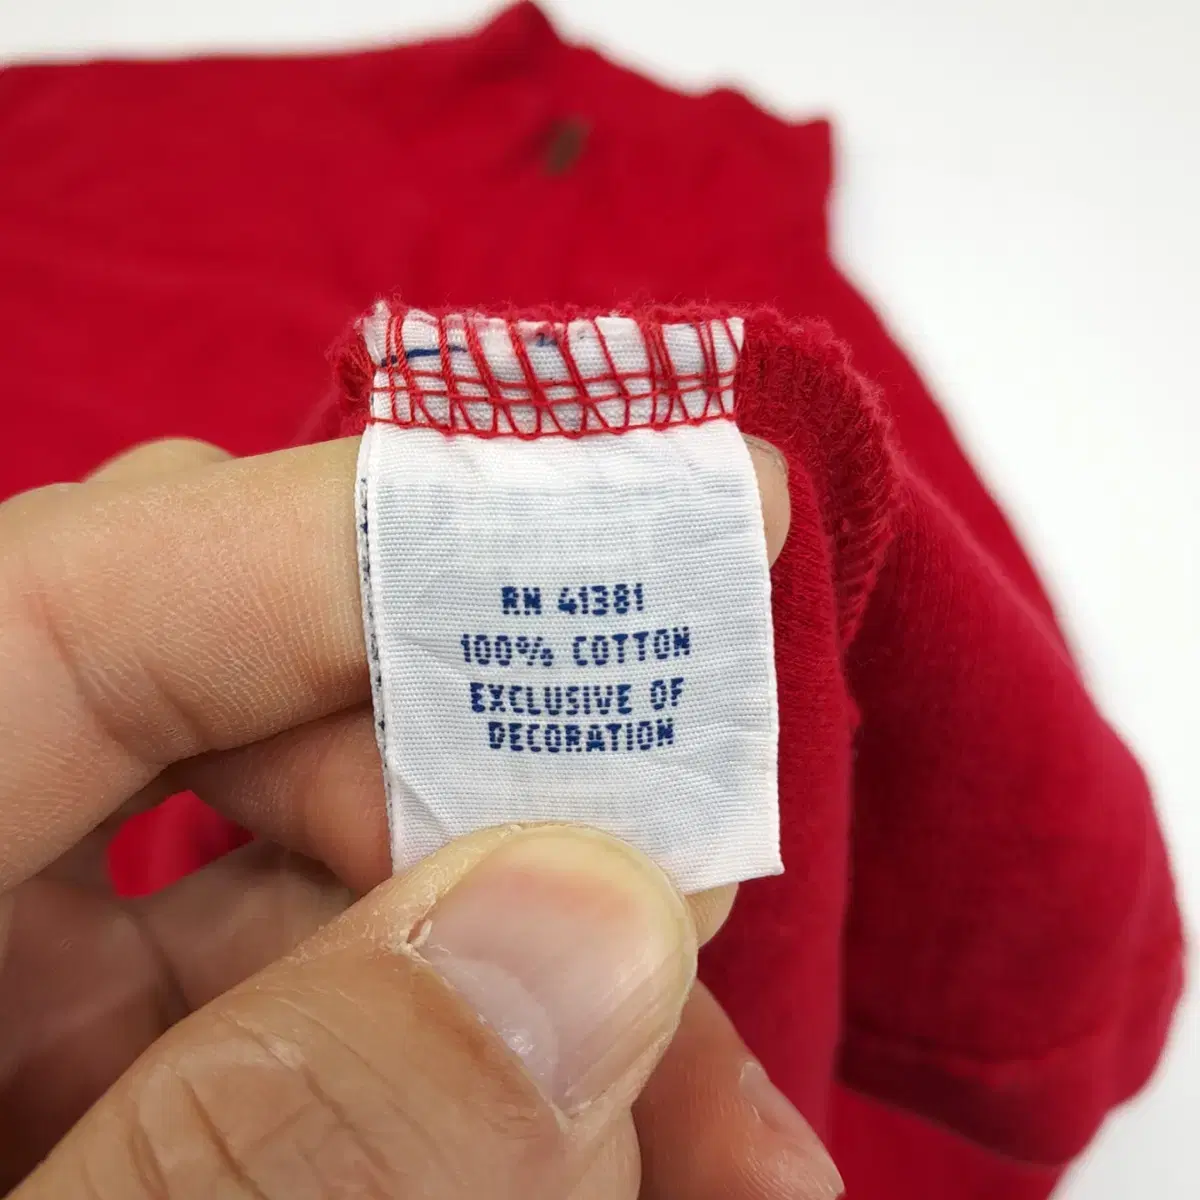 RN 41381
100% COTTON
EXCLUSIVE OF
DECORATION